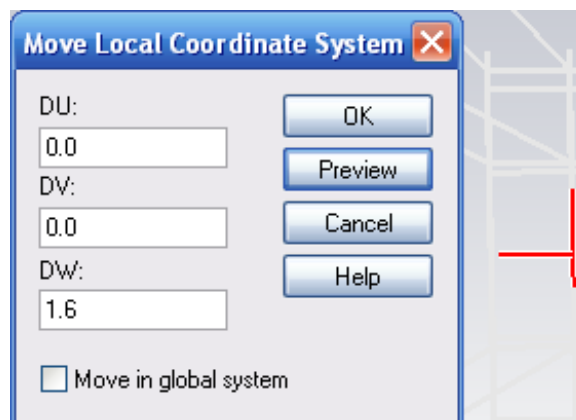 Move Local Coordinate System
DU:
0.0
DV:
0.0
DW:
1.6
OK
Preview
Cancel
Help
Move in global system